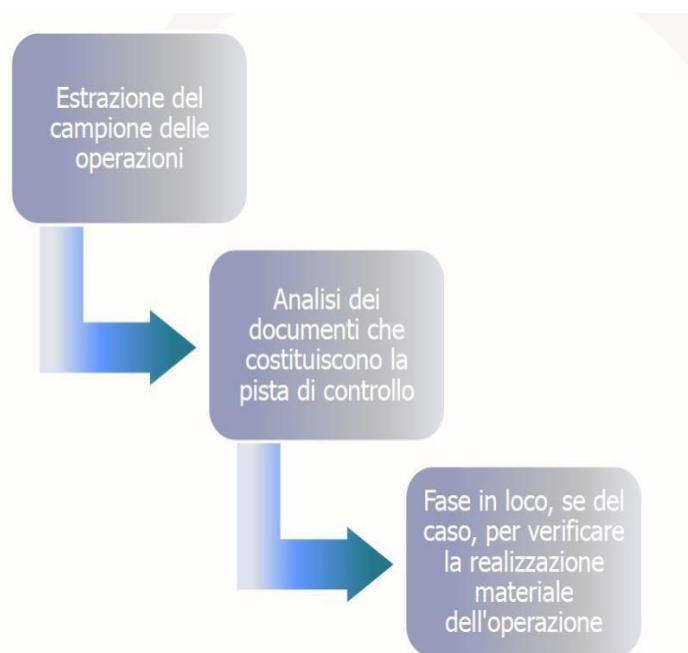 Estrazione del
campione delle
operazioni
Analisi dei
documenti che
costituiscono la
pista di controllo
Fase in loco, se del
caso, per verificare
la realizzazione
materiale
dell'operazione